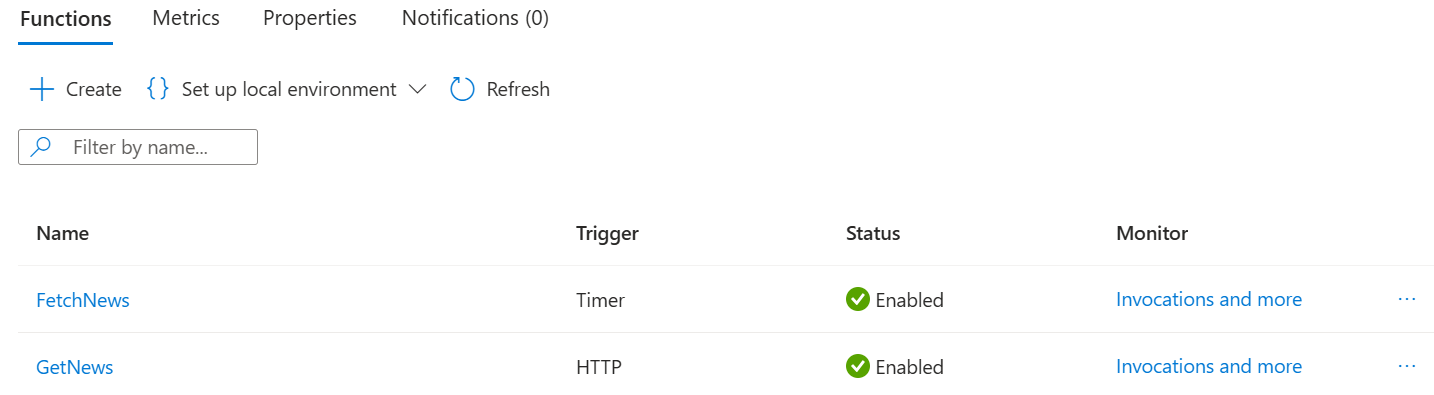 Functions Metrics Properties Notifications (0)
Create {} Set up local environment Refresh
Filter by name...
Name Trigger Status Monitor
FetchNews Timer Enabled Invocations and more ...
GetNews HTTP Enabled Invocations and more ...